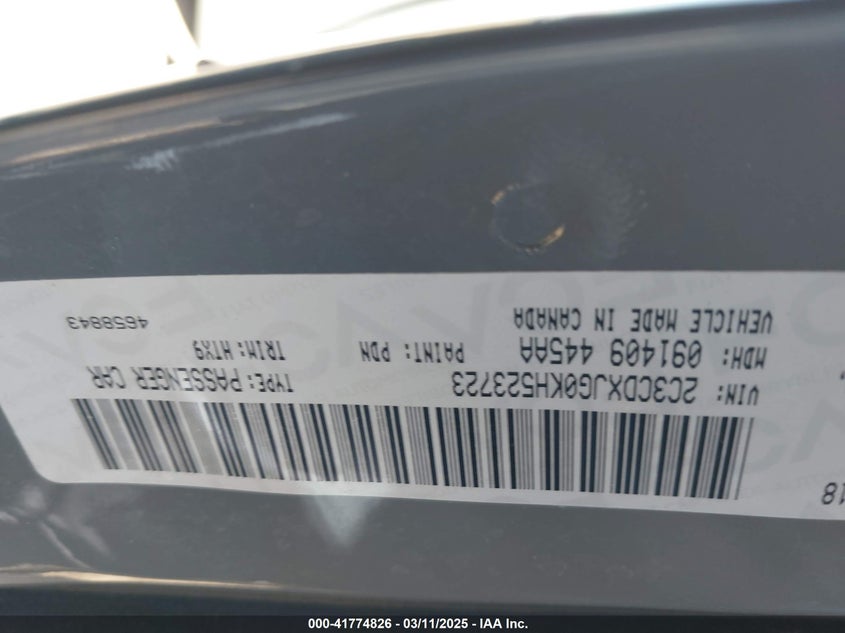 VIN: 2C3CDXJG0KH523723 TYPE: PASSENGER CAR
MDH: 091409 445AA PAINT: PDN TRIM: HTX9
VEHICLE MADE IN CANADA 4658843
18
000-41774826 - 03/11/2025 - IAA Inc.